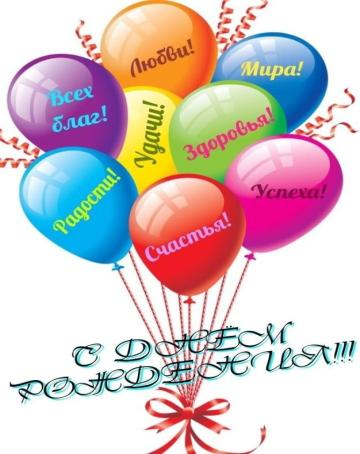 Любви!
Мира!
Всех
благ!
Удачи!
Здоровья!
Радости!
Успеха!
Счастья!
С ДНЁМ
РОЖДЕНИЯ!!!